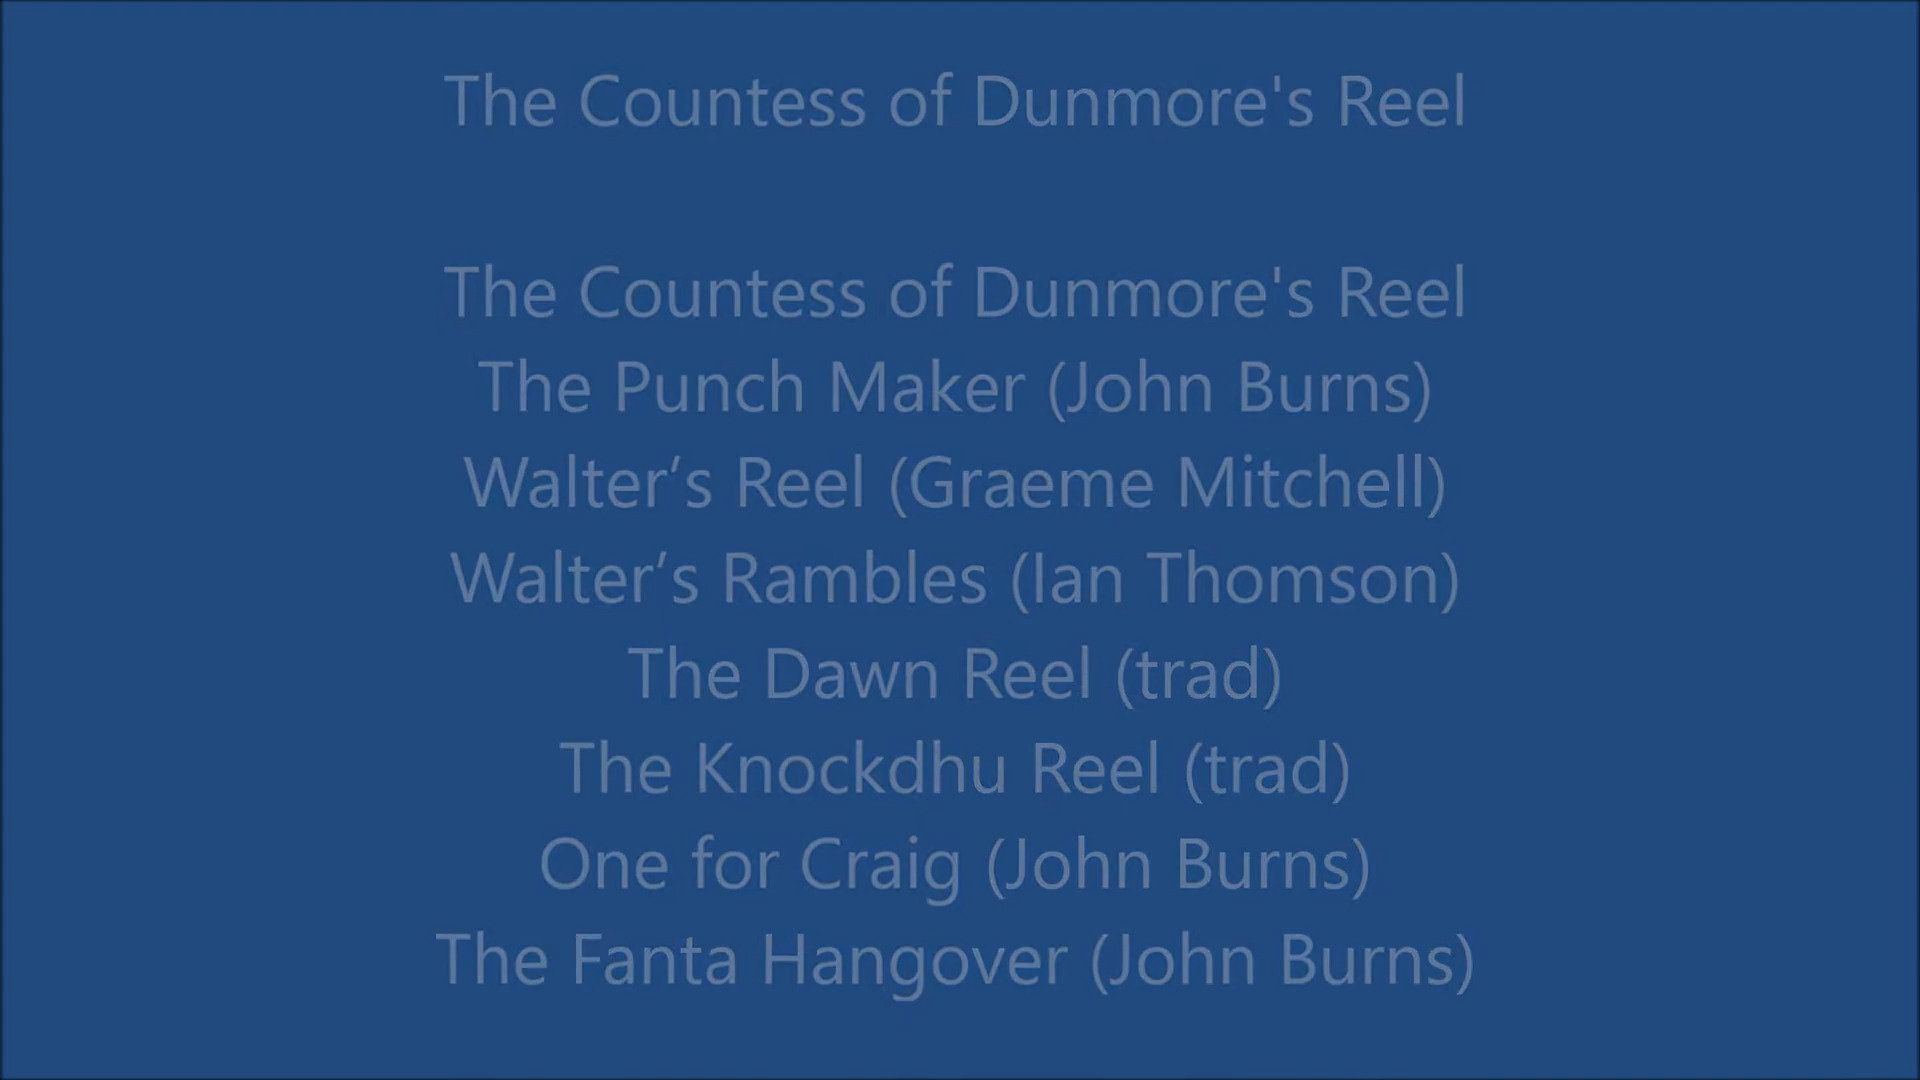 The Countess of Dunmore's Reel
The Countess of Dunmore's Reel
The Punch Maker (John Burns)
Walter’s Reel (Graeme Mitchell)
Walter’s Rambles (Ian Thomson)
The Dawn Reel (trad)
The Knockdhu Reel (trad)
One for Craig (John Burns)
The Fanta Hangover (John Burns)